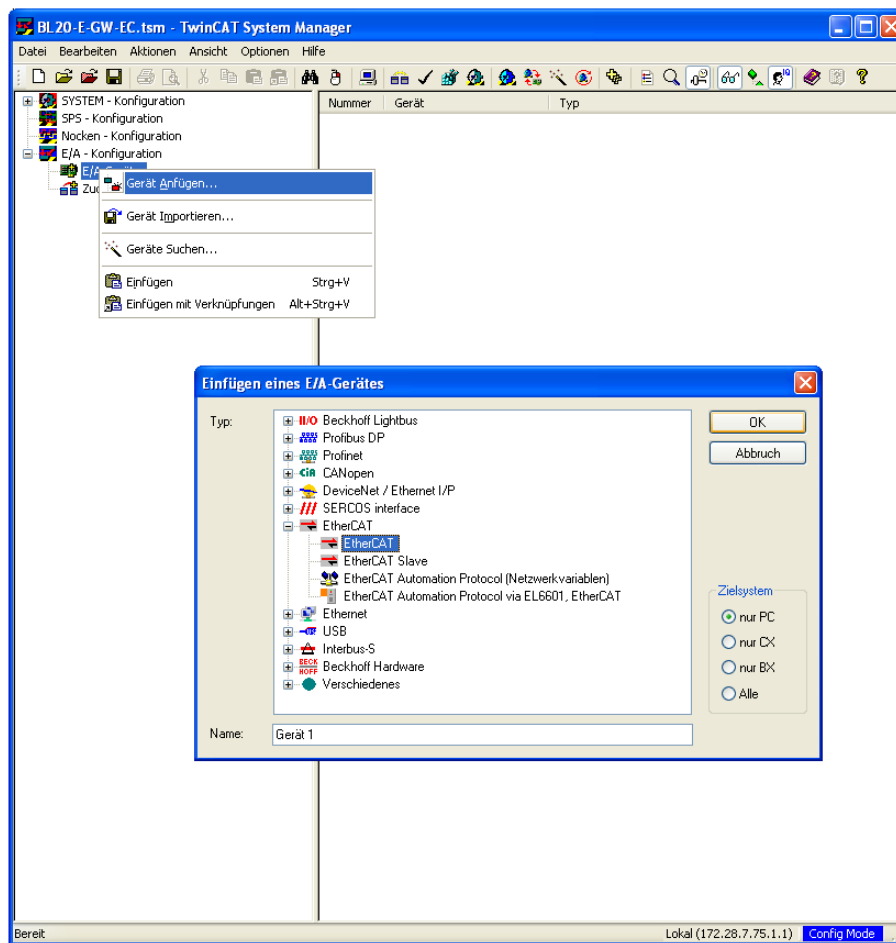 BL20-E-GW-EC.tsm - TwinCAT System Manager
Datei Bearbeiten Aktionen Ansicht Optionen Hilfe
SYSTEM - Konfiguration
SPS - Konfiguration
Nocken - Konfiguration
E/A - Konfiguration
Nummer Gerät Typ
Gerät Anfügen...
Gerät Importieren...
Geräte Suchen...
Einfügen Strg+V
Einfügen mit Verknüpfungen Alt+Strg+V
Einfügen eines E/A-Gerätes
Typ:
II/O Beckhoff Lightbus
Profibus DP
Profinet
CiA CANopen
DeviceNet / Ethernet I/P
SERCOS interface
EtherCAT
EtherCAT
EtherCAT Slave
EtherCAT Automation Protocol (Netzwerkvariablen)
EtherCAT Automation Protocol via EL6601, EtherCAT
Ethernet
USB
Interbus-S
BECK HOFF Beckhoff Hardware
Verschiedenes
OK
Abbruch
Zielsystem
nur PC
nur CX
nur BX
Alle
Name: Gerät 1
Bereit Lokal (172.28.7.75.1.1) Config Mode